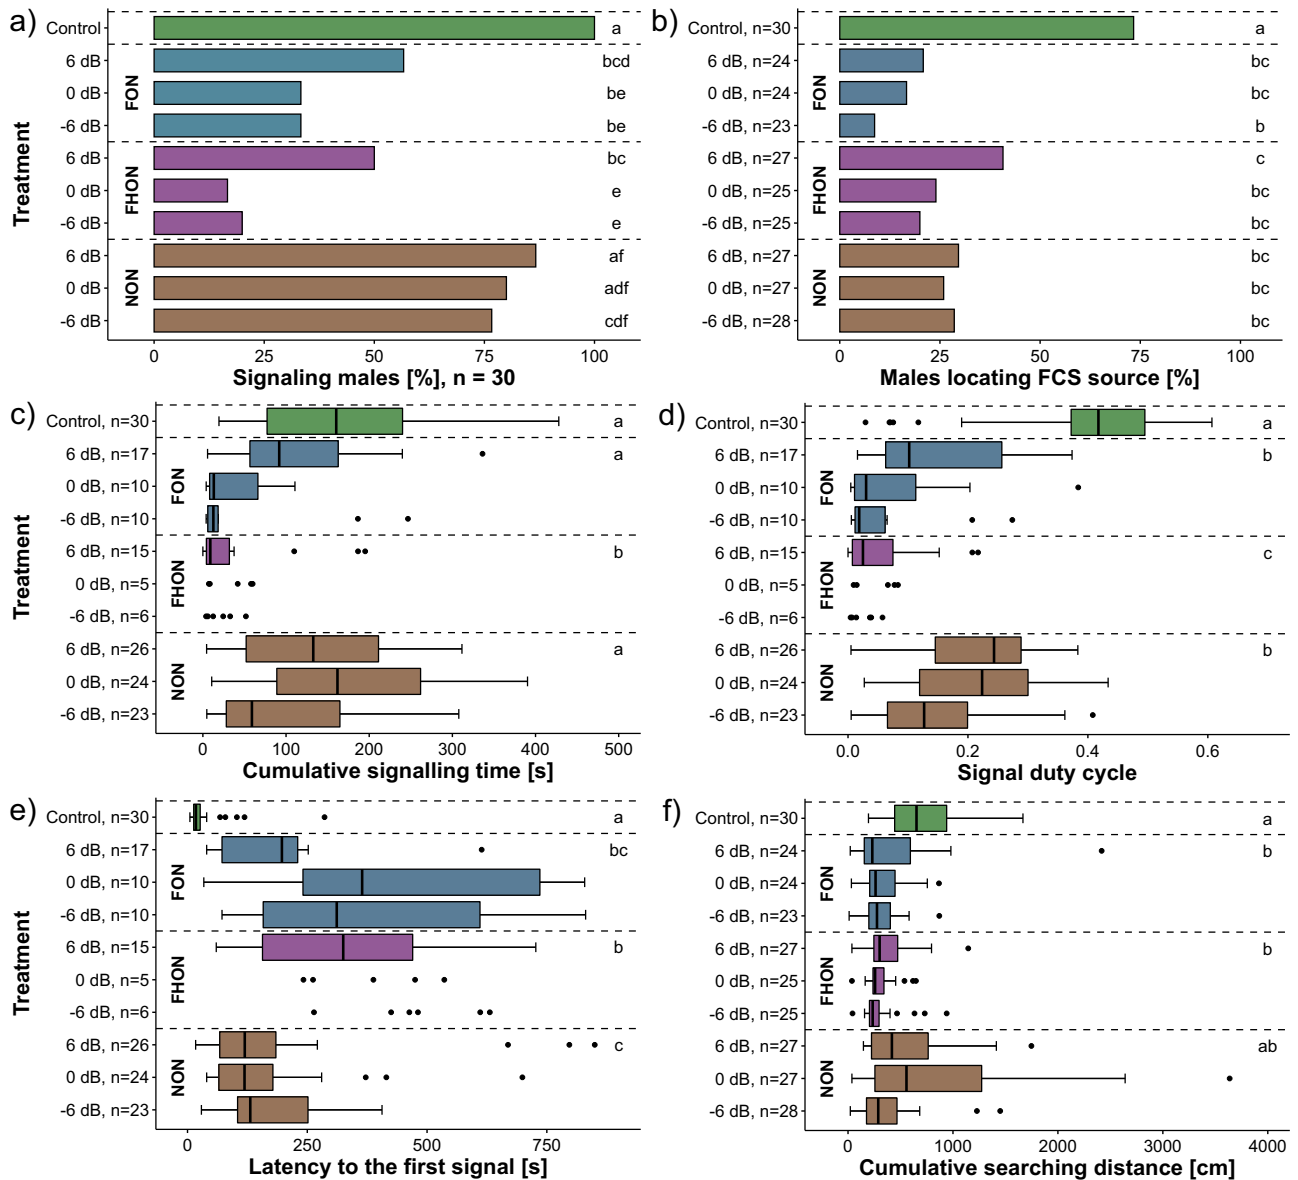 a)
Control
a
6 dB
bcd
0 dB
be
-6 dB
be
FON
6 dB
bc
0 dB
e
-6 dB
e
FHON
6 dB
af
0 dB
adf
-6 dB
cdf
NON
Treatment
0 25 50 75 100
Signaling males [%], n = 30
b)
Control, n=30
a
6 dB, n=24
bc
0 dB, n=24
bc
-6 dB, n=23
b
FON
6 dB, n=27
c
0 dB, n=25
bc
-6 dB, n=25
bc
FHON
6 dB, n=27
bc
0 dB, n=27
bc
-6 dB, n=28
bc
NON
0 25 50 75 100
Males locating FCS source [%]
c)
Control, n=30
a
6 dB, n=17
a
0 dB, n=10
-6 dB, n=10
FON
6 dB, n=15
b
0 dB, n=5
-6 dB, n=6
FHON
6 dB, n=26
a
0 dB, n=24
-6 dB, n=23
NON
Treatment
0 100 200 300 400 500
Cumulative signalling time [s]
d)
Control, n=30
a
6 dB, n=17
b
0 dB, n=10
-6 dB, n=10
FON
6 dB, n=15
c
0 dB, n=5
-6 dB, n=6
FHON
6 dB, n=26
b
0 dB, n=24
-6 dB, n=23
NON
0.0 0.2 0.4 0.6
Signal duty cycle
e)
Control, n=30
a
6 dB, n=17
bc
0 dB, n=10
-6 dB, n=10
FON
6 dB, n=15
b
0 dB, n=5
-6 dB, n=6
FHON
6 dB, n=26
c
0 dB, n=24
-6 dB, n=23
NON
Treatment
0 250 500 750
Latency to the first signal [s]
f)
Control, n=30
a
6 dB, n=24
b
0 dB, n=24
-6 dB, n=23
FON
6 dB, n=27
b
0 dB, n=25
-6 dB, n=25
FHON
6 dB, n=27
ab
0 dB, n=27
-6 dB, n=28
NON
0 1000 2000 3000 4000
Cumulative searching distance [cm]